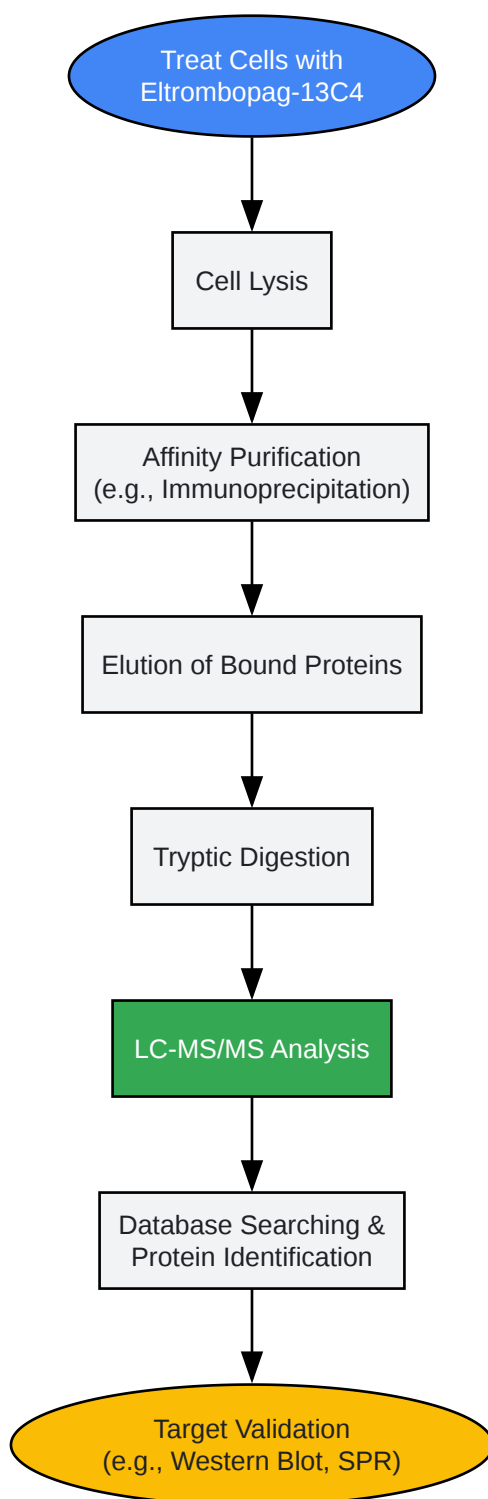 Treat Cells with
Eltrombopag-13C4
Cell Lysis
Affinity Purification
(e.g., Immunoprecipitation)
Elution of Bound Proteins
Tryptic Digestion
LC-MS/MS Analysis
Database Searching &
Protein Identification
Target Validation
(e.g., Western Blot, SPR)